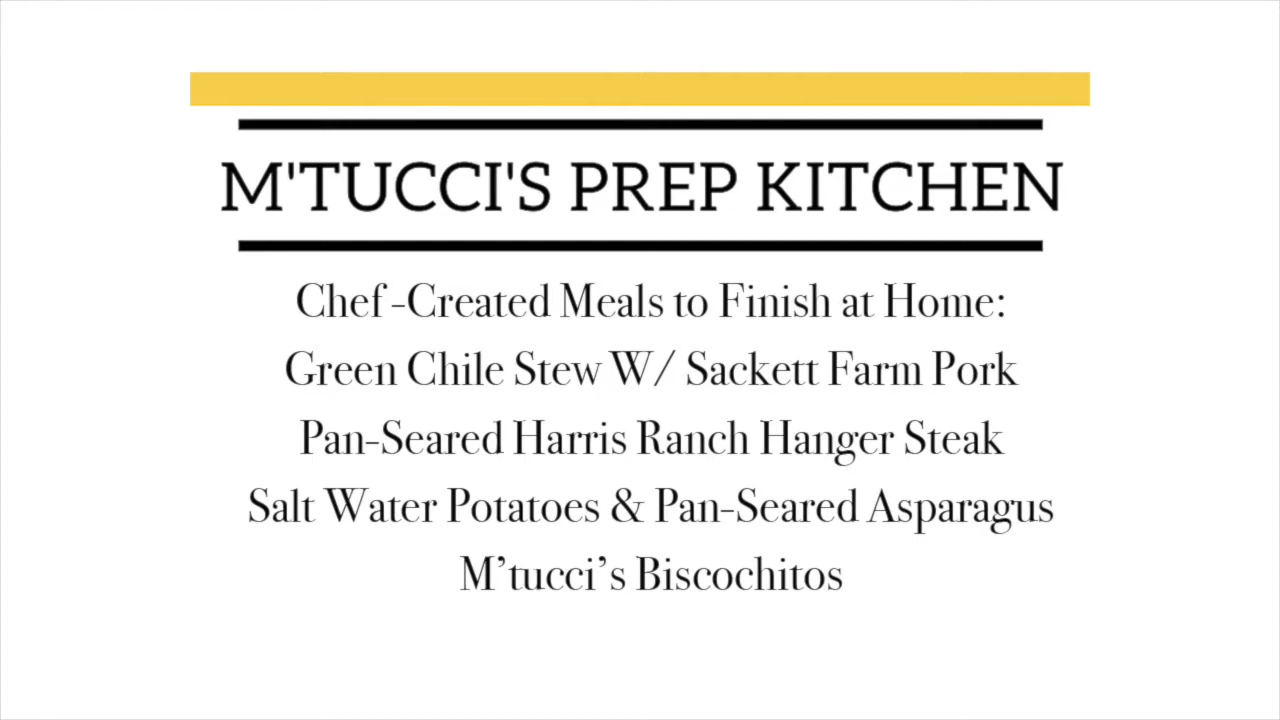 M'TUCCI'S PREP KITCHEN
Chef-Created Meals to Finish at Home:
Green Chile Stew W/ Sackett Farm Pork
Pan-Seared Harris Ranch Hanger Steak
Salt Water Potatoes & Pan-Seared Asparagus
M’tucci’s Biscochitos